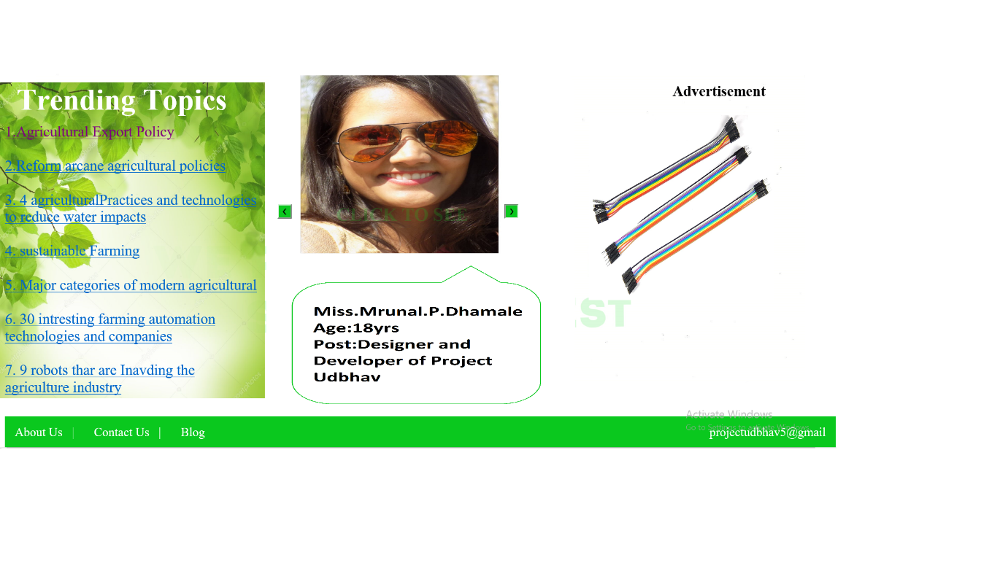 Trending Topics
1.Agricultural Export Policy
2.Reform arcane agricultural policies
3. 4 agriculturalPractices and technologies
to reduce water impacts
4. sustainable Farming
5. Major categories of modern agricultural
6. 30 intresting farming automation
technologies and companies
7. 9 robots thar are Inavding the
agriculture industry
CLICK TO SEE
Miss.Mrunal.P.Dhamale
Age:18yrs
Post:Designer and
Developer of Project
Udbhav
Advertisement
ST
Activate Windows
Go to Settings to activate Windows.
About Us | Contact Us | Blog
projectudbhav5@gmail